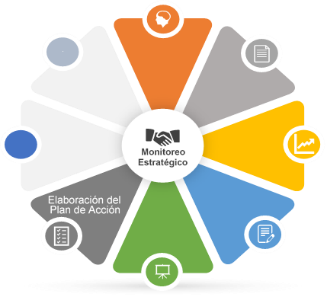 Monitoreo
Estratégico
Elaboración del
Plan de Acción